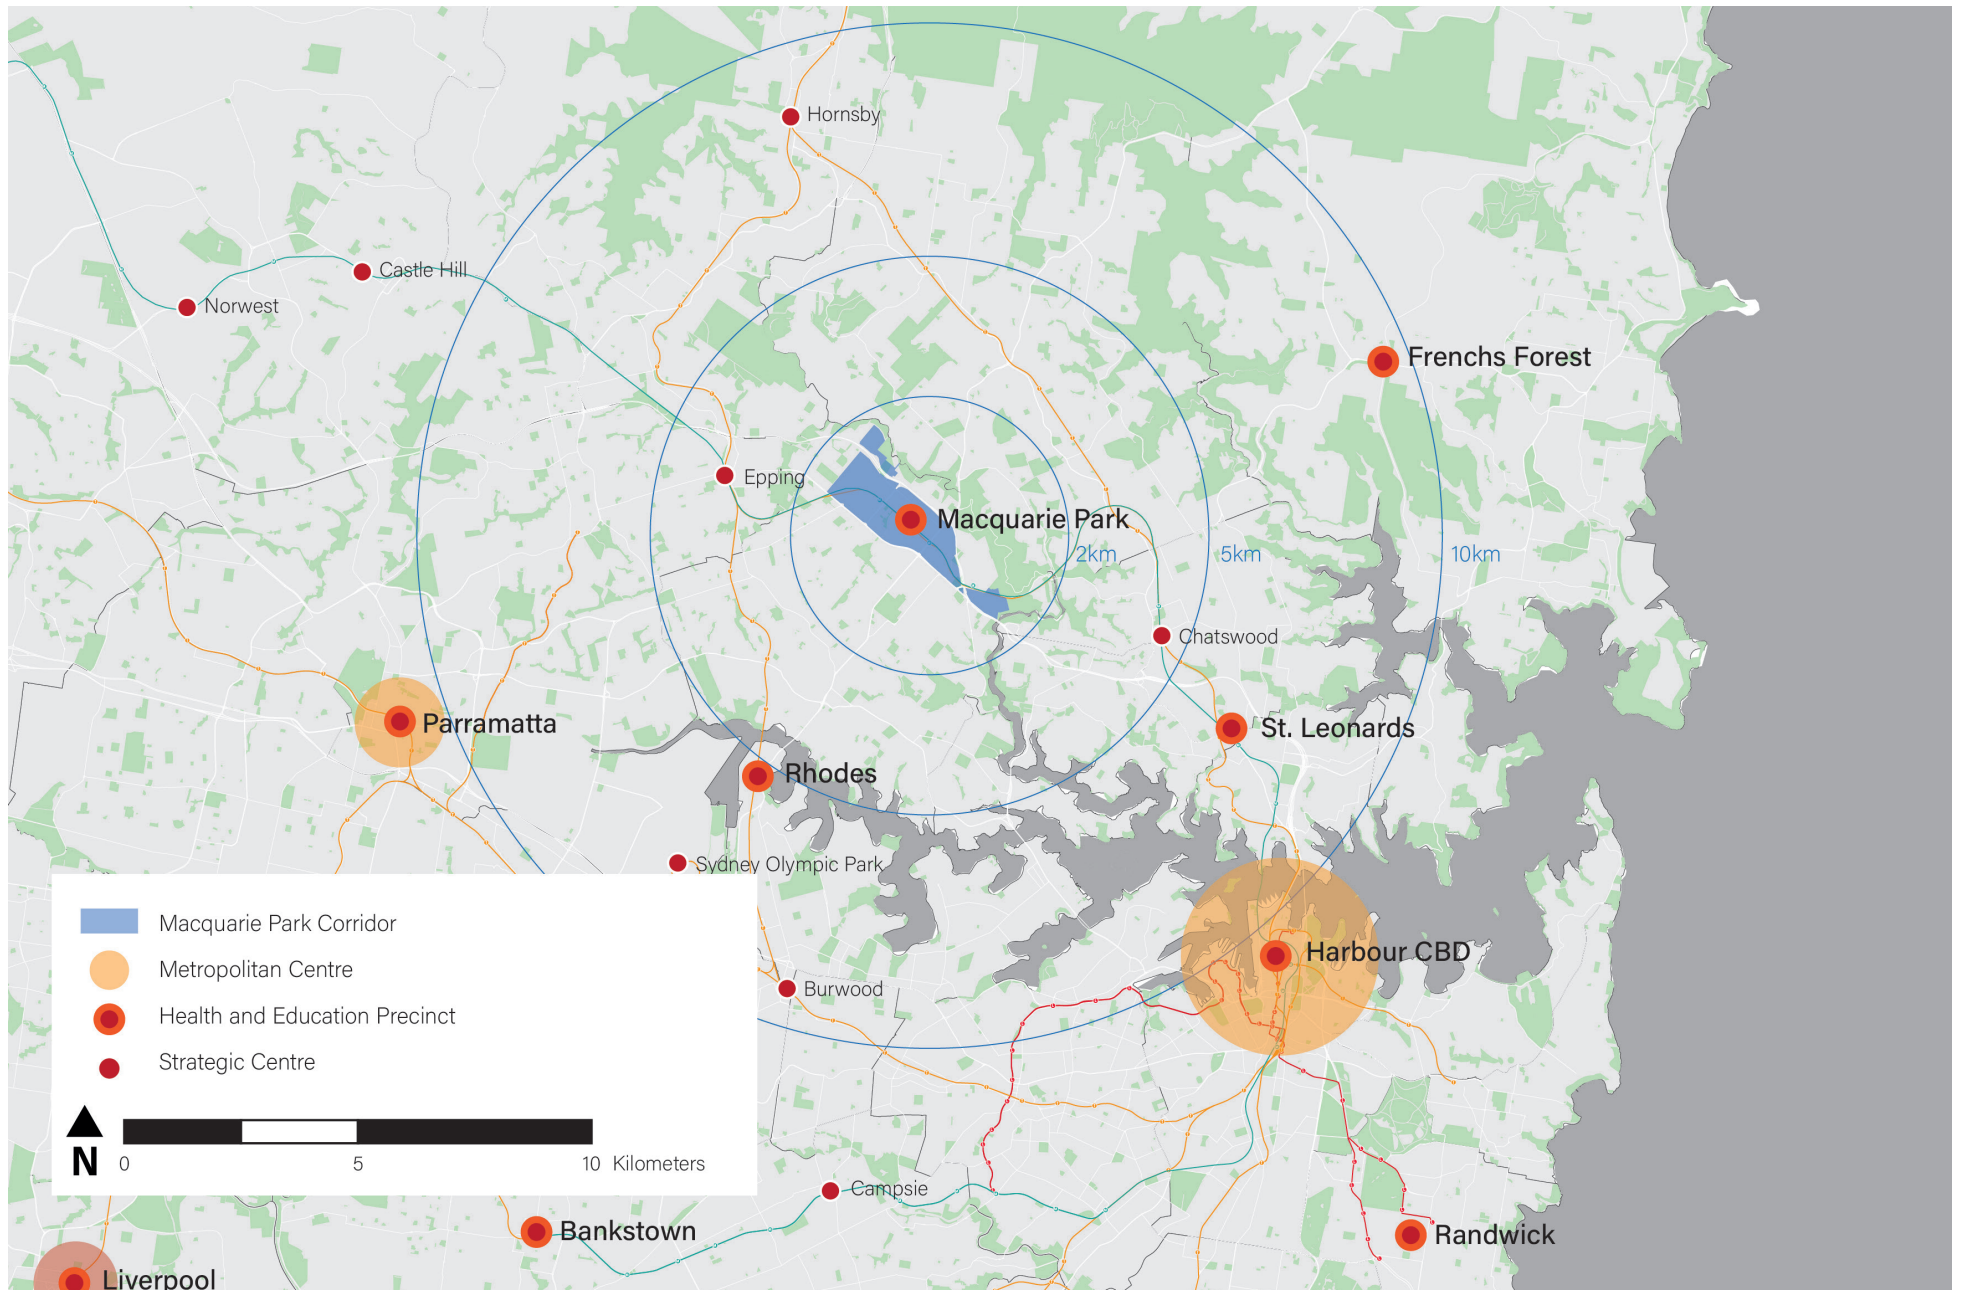 Hornsby
Castle Hill
Norwest
Frenchs Forest
Epping
Macquarie Park
2km
5km
10km
Chatswood
Parramatta
St. Leonards
Rhodes
Sydney Olympic Park
Macquarie Park Corridor
Metropolitan Centre
Harbour CBD
Burwood
Health and Education Precinct
Strategic Centre
N
0 5 10 Kilometers
Campsie
Bankstown
Randwick
Liverpool